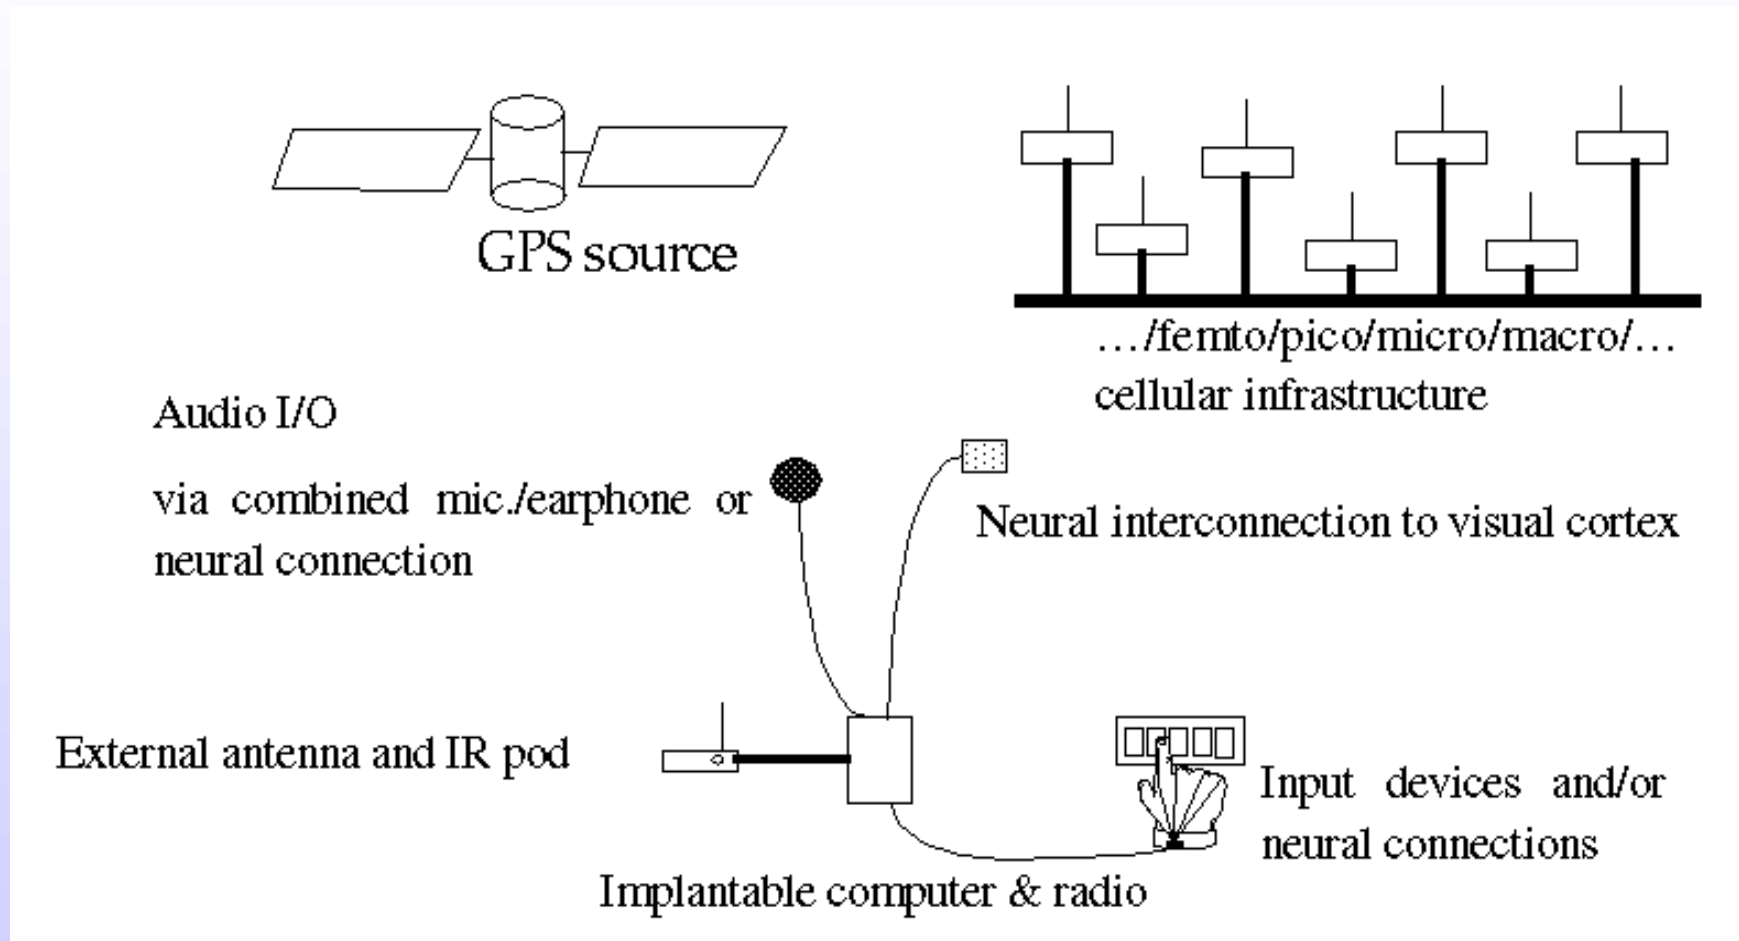 GPS source
…/femto/pico/micro/macro/…
cellular infrastructure
Audio I/O
via combined mic./earphone or
neural connection
Neural interconnection to visual cortex
External antenna and IR pod
Input devices and/or
neural connections
Implantable computer & radio